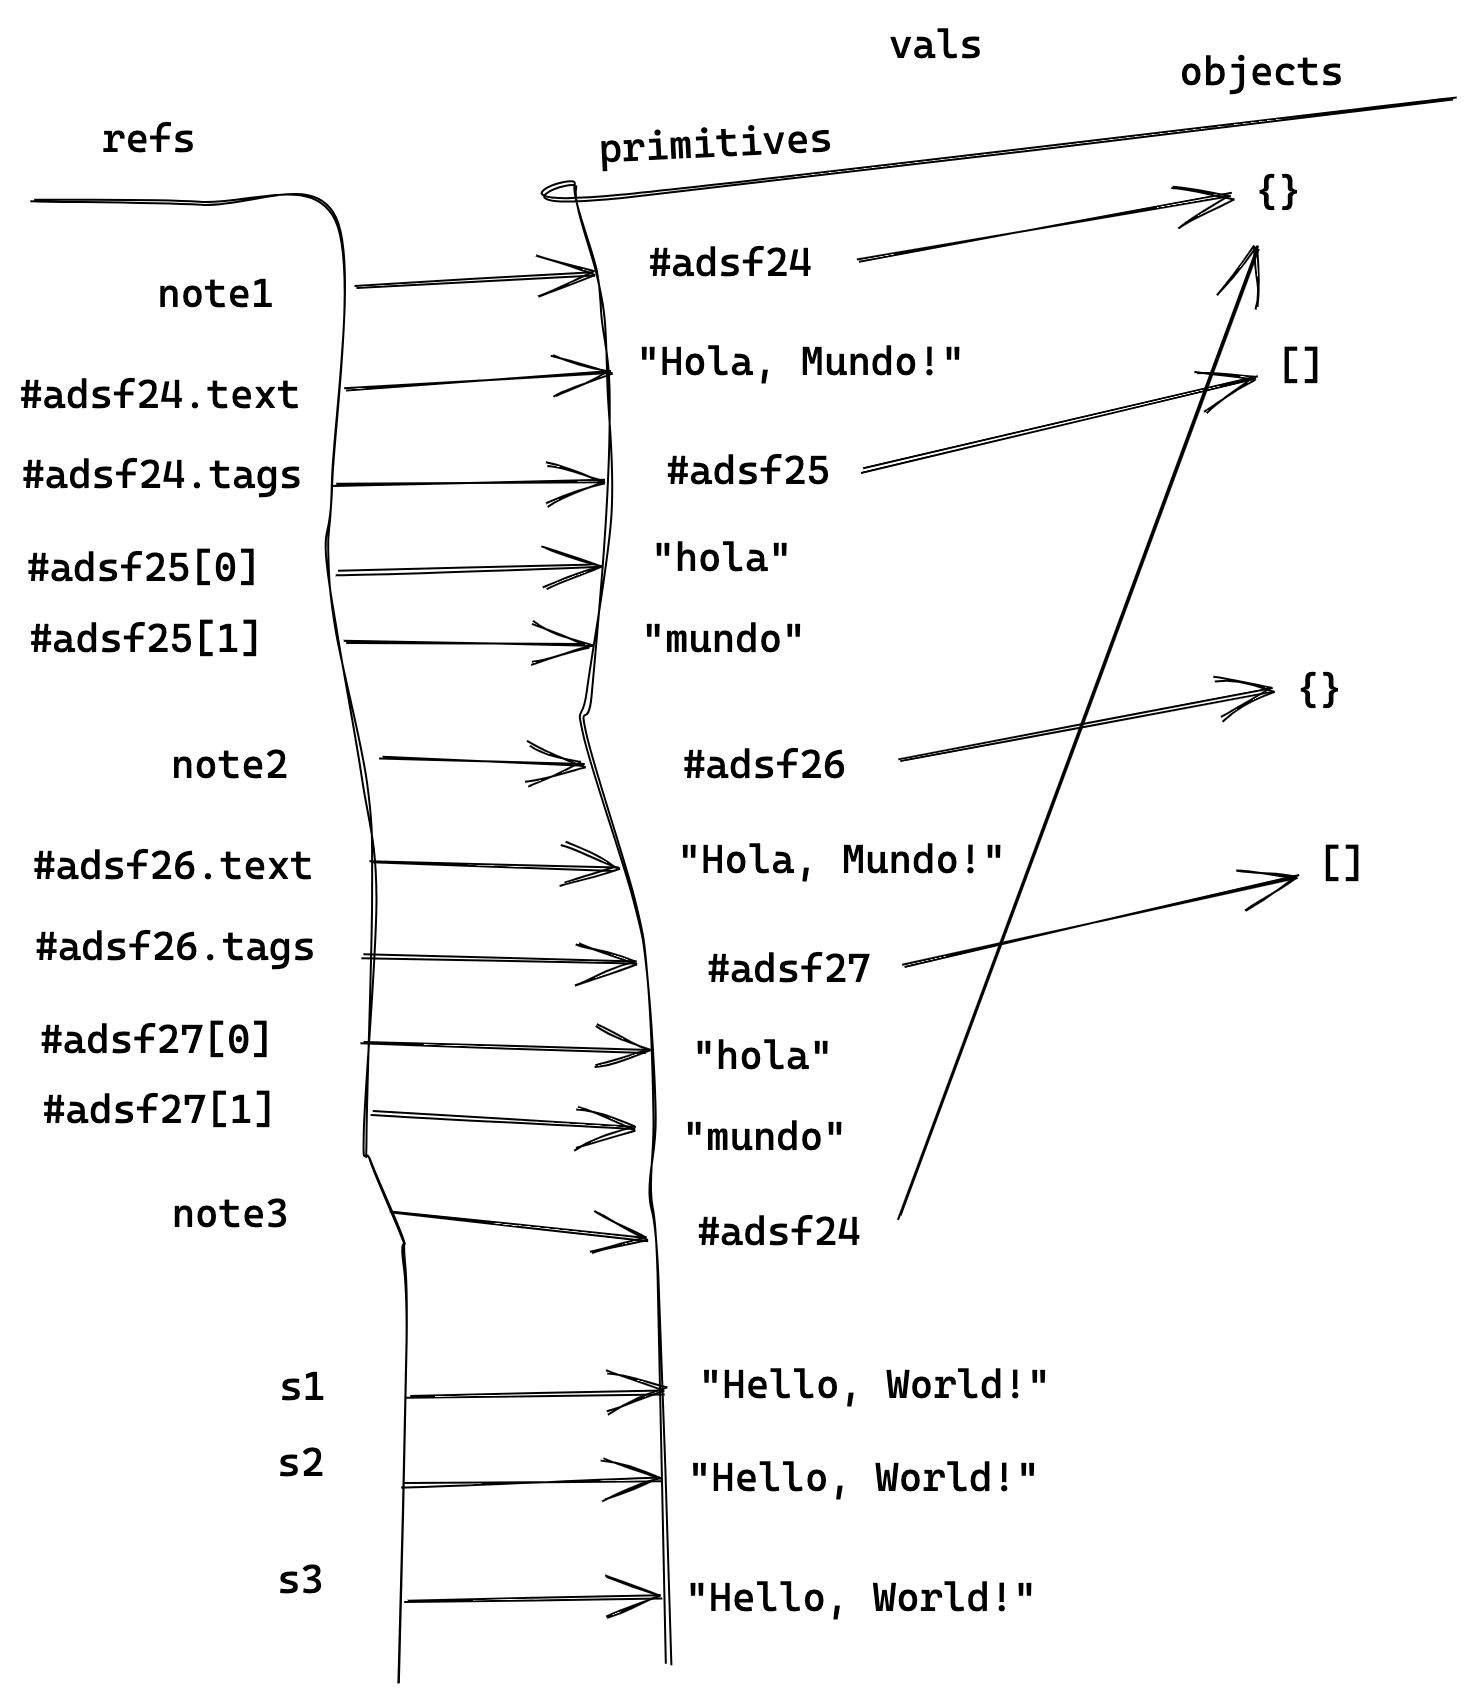 vals
objects
refs
primitives
{}
note1
#adsf24
#adsf24.text
"Hola, Mundo!"
[]
#adsf24.tags
#adsf25
#adsf25[0]
"hola"
#adsf25[1]
"mundo"
{}
note2
#adsf26
#adsf26.text
"Hola, Mundo!"
[]
#adsf26.tags
#adsf27
#adsf27[0]
"hola"
#adsf27[1]
"mundo"
note3
#adsf24
s1
"Hello, World!"
s2
"Hello, World!"
s3
"Hello, World!"